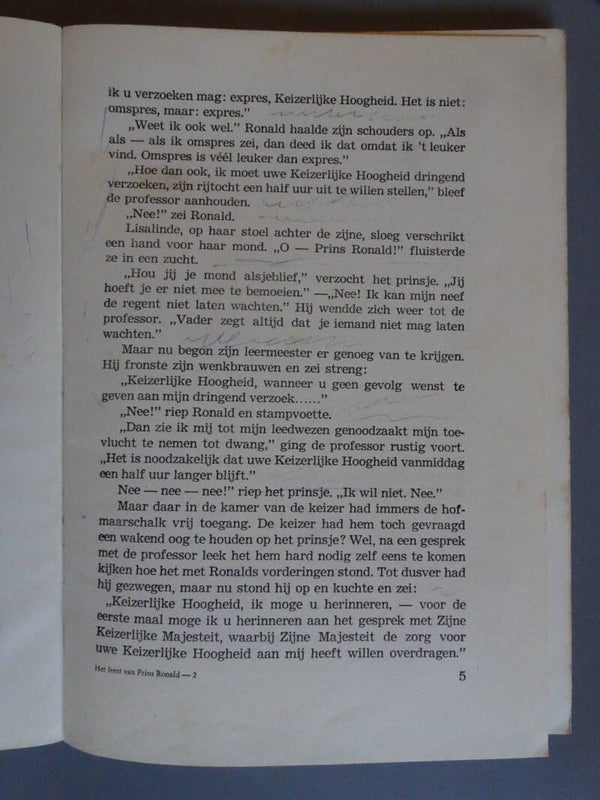 ik u verzoeken mag: expres, Keizerlijke Hoogheid. Het is niet:
omspres, maar: expres.”
„Weet ik ook wel.” Ronald haalde zijn schouders op. „Als
als — als ik omspres zei, dan deed ik dat omdat ik ’t leuker
vind. Omspres is véél leuker dan expres.”
„Hoe dan ook, ik moet uwe Keizerlijke Hoogheid dringend
verzoeken, zijn rijtocht een half uur uit te willen stellen,” bleef
de professor aanhouden.
„Nee!” zei Ronald.
Lisalinde, op haar stoel achter de zijne, sloeg verschrikt
een hand voor haar mond. „O — Prins Ronald!” fluisterde
ze in een zucht.
„Hou jij je mond alsjeblief,” verzocht het prinsje. „Jij
hoeft je er niet mee te bemoeien.” —„Nee! Ik kan mijn neef
de regent niet laten wachten.” Hij wendde zich weer tot de
professor. „Vader zegt altijd dat je iemand niet mag laten
wachten.”
Maar nu begon zijn leermeester er genoeg van te krijgen.
Hij fronste zijn wenkbrauwen en zei streng:
„Keizerlijke Hoogheid, wanneer u geen gevolg wenst te
geven aan mijn dringend verzoek......”
„Nee!” riep Ronald en stampvoette.
„Dan zie ik mij tot mijn leedwezen genoodzaakt mijn toe-
vlucht te nemen tot dwang,” ging de professor rustig voort.
„Het is noodzakelijk dat uwe Keizerlijke Hoogheid vanmiddag
een half uur langer blijft.”
Nee — nee — nee!” riep het prinsje. „Ik wil niet. Nee.”
Maar daar in de kamer van de keizer had immers de hof-
maarschalk vrij toegang. De keizer had hem toch gevraagd
een wakend oog te houden op het prinsje? Wel, na een gesprek
met de professor leek het hem hard nodig zelf eens te komen
kijken hoe het met Ronalds vorderingen stond. Tot dusver had
hij gezwegen, maar nu stond hij op en kuchte en zei:
„Keizerlijke Hoogheid, ik moge u herinneren, — voor de
eerste maal moge ik u herinneren aan het gesprek met Zijne
Keizerlijke Majesteit, waarbij Zijne Majesteit de zorg voor
uwe Keizerlijke Hoogheid aan mij heeft willen overdragen.”
Het feest van Prins Ronald — 2
5